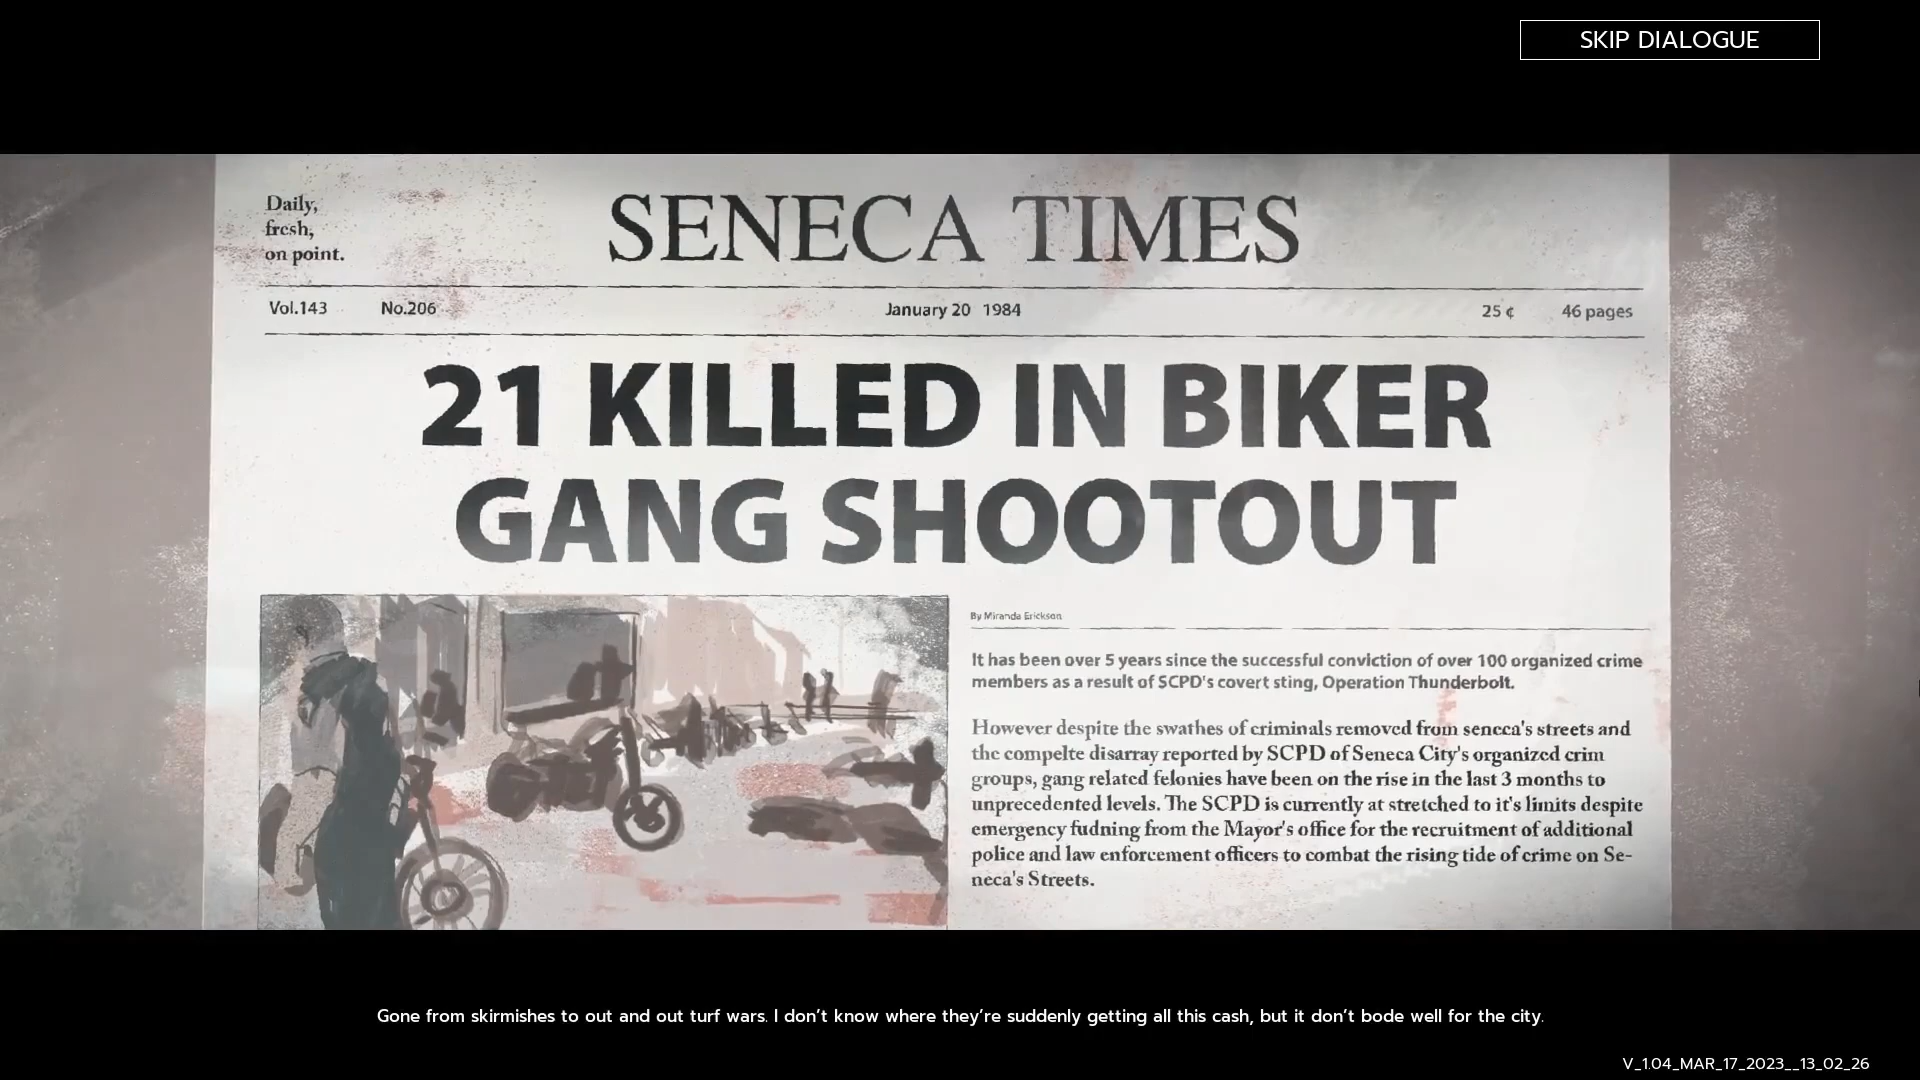 SKIP DIALOGUE
Daily,
fresh,
on point.
SENECA TIMES
Vol.143 No.206 January 20 1984 25 ¢ 46 pages
21 KILLED IN BIKER
GANG SHOOTOUT
By Miranda Erickson
It has been over 5 years since the successful conviction of over 100 organized crime
members as a result of SCPD's covert sting, Operation Thunderbolt.
However despite the swathes of criminals removed from seneca's streets and
the compelte disarray reported by SCPD of Seneca City's organized crim
groups, gang related felonies have been on the rise in the last 3 months to
unprecedented levels. The SCPD is currently at stretched to it's limits despite
emergency fudning from the Mayor's office for the recruitment of additional
police and law enforcement officers to combat the rising tide of crime on Se-
neca's Streets.
Gone from skirmishes to out and out turf wars. I don't know where they're suddenly getting all this cash, but it don't bode well for the city.
V_1.04_MAR_17_2023__13_02_26